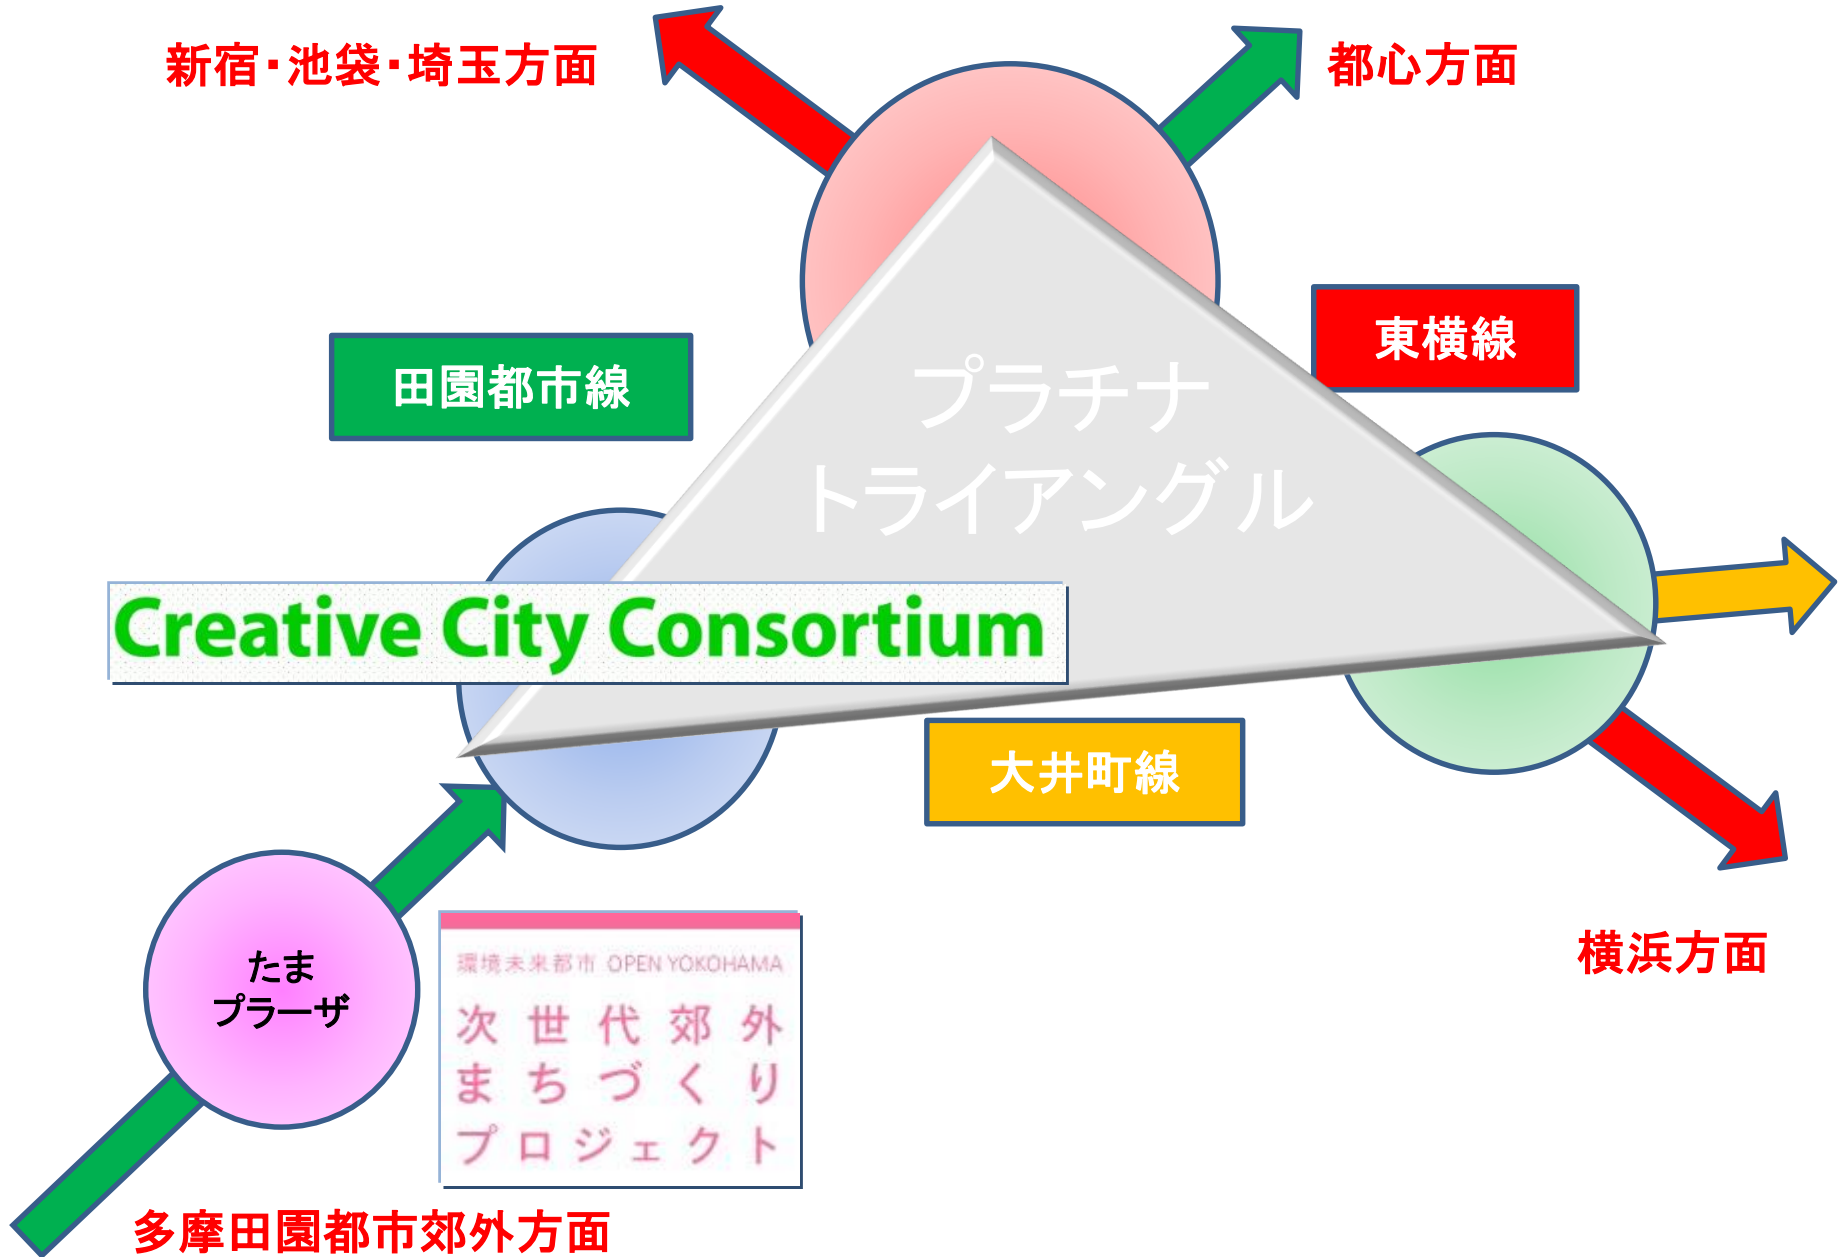 新宿・池袋・埼玉方面
都心方面
東横線
田園都市線
プラチナ
トライアングル
Creative City Consortium
大井町線
横浜方面
たま
プラーザ
環境未来都市 OPEN YOKOHAMA
次世代郊外
まちづくり
プロジェクト
多摩田園都市郊外方面